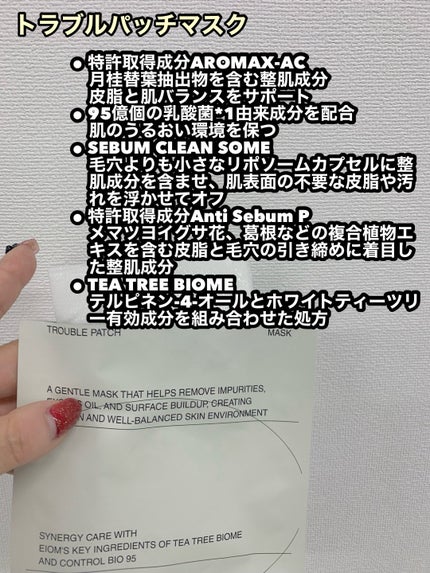 トラブルパッチマスク
●特許取得成分AROMAX-AC
月桂替葉抽出物を含む整肌成分
皮脂と肌バランスをサポート
●95億個の乳酸菌*1由来成分を配合
肌のうるおい環境を保つ
●SEBUM CLEAN SOME
毛穴よりも小さなリポソームカプセルに整
肌成分を含ませ、肌表面の不要な皮脂や汚
れを浮かせてオフ
●特許取得成分Anti Sebum P
メマツヨイグサ花、葛根などの複合植物エ
キスを含む皮脂と毛穴の引き締めに着目し
た整肌成分
●TEA TREE BIOME
テルピネン-4-オールとホワイトティーツリ
ー有効成分を組み合わせた処方
TROUBLE PATCH MASK
A GENTLE MASK THAT HELPS REMOVE IMPURITIES,
OIL, AND SURFACE BUILDUP, CREATING
AND WELL-BALANCED SKIN ENVIRONMENT
SYNERGY CARE WITH
EIOM'S KEY INGREDIENTS OF TEA TREE BIOME
AND CONTROL BIO 95